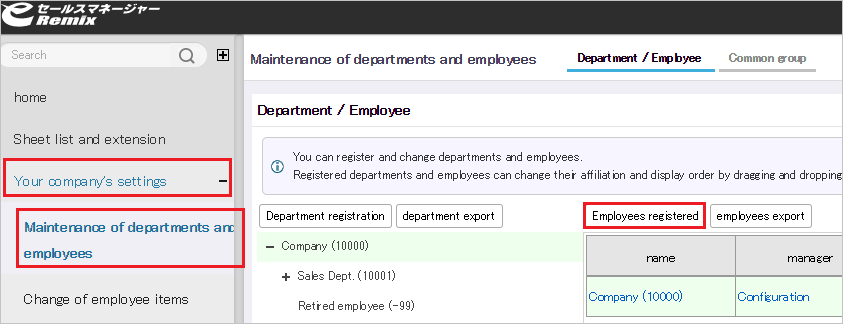 eセールスマネージャー
Remix
Search
home
Sheet list and extension
Your company's settings
Maintenance of departments and
employees
Change of employee items
Maintenance of departments and employees
Department / Employee
Common group
Department / Employee
You can register and change departments and employees.
Registered departments and employees can change their affiliation and display order by dragging and dropping
Department registration
department export
Company (10000)
Sales Dept. (10001)
Retired employee (-99)
Employees registered
employees export
name manager
Company (10000) Configuration